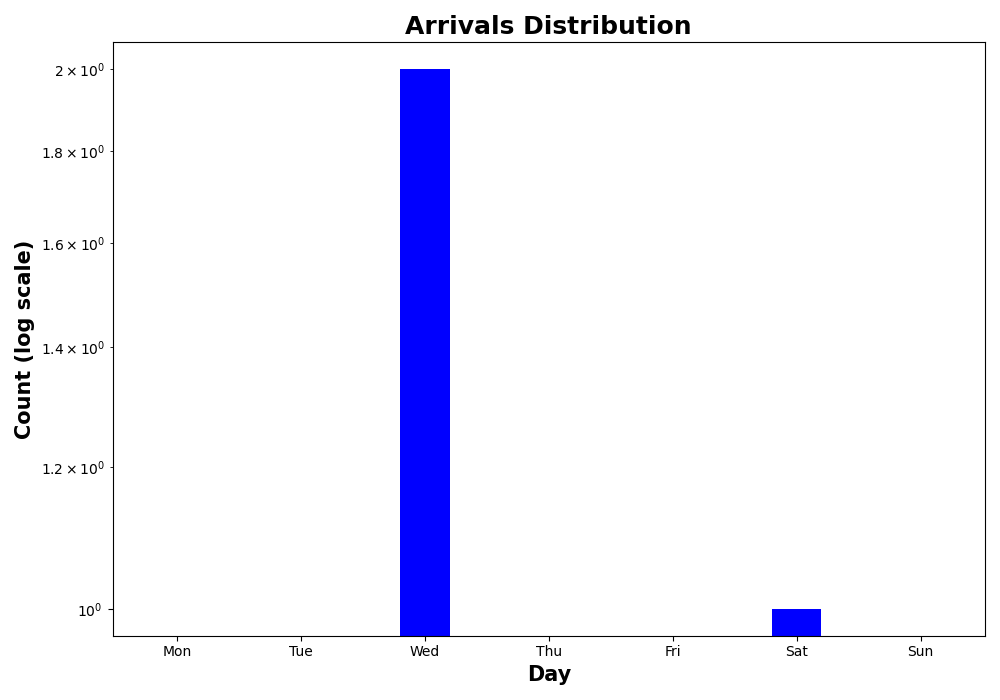 Arrivals Distribution
Count (log scale)
2 × 10⁰
1.8 × 10⁰
1.6 × 10⁰
1.4 × 10⁰
1.2 × 10⁰
10⁰
Mon Tue Wed Thu Fri Sat Sun
Day